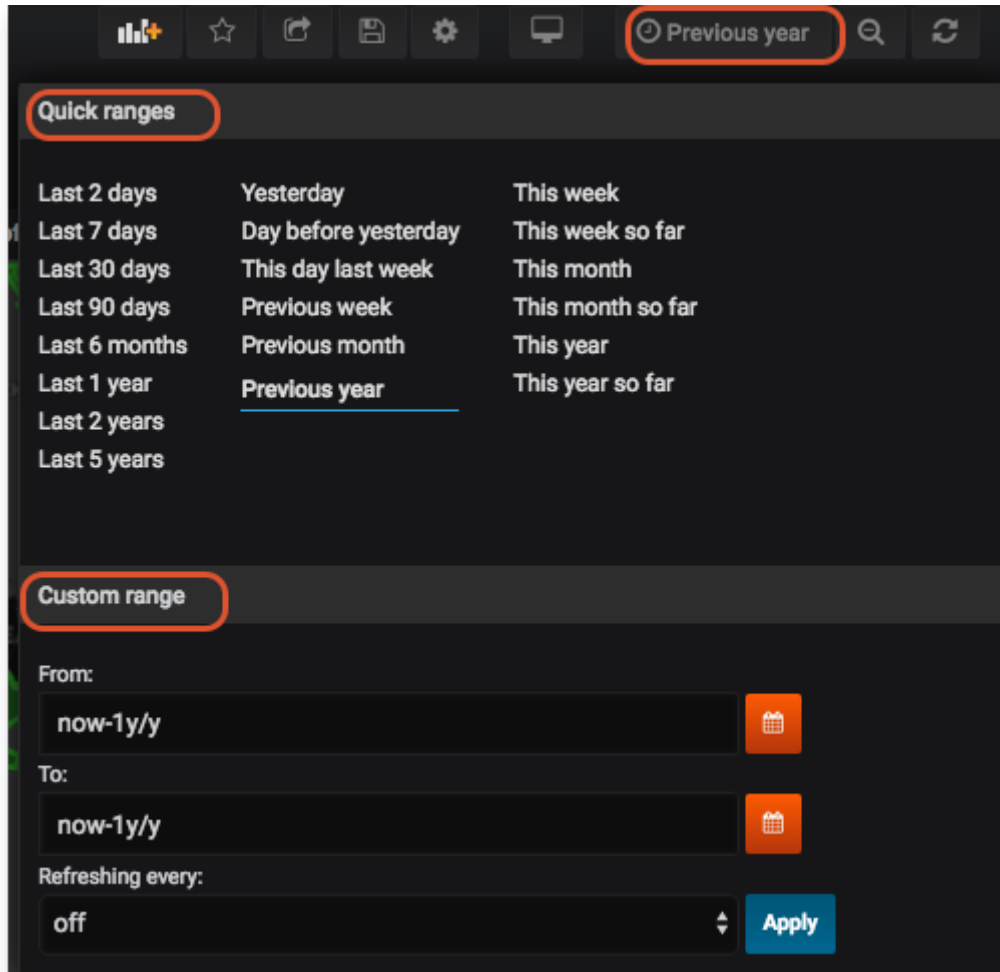 Previous year
Quick ranges
Last 2 days Yesterday This week
Last 7 days Day before yesterday This week so far
Last 30 days This day last week This month
Last 90 days Previous week This month so far
Last 6 months Previous month This year
Last 1 year Previous year This year so far
Last 2 years
Last 5 years
Custom range
From:
now-1y/y
To:
now-1y/y
Refreshing every:
off Apply